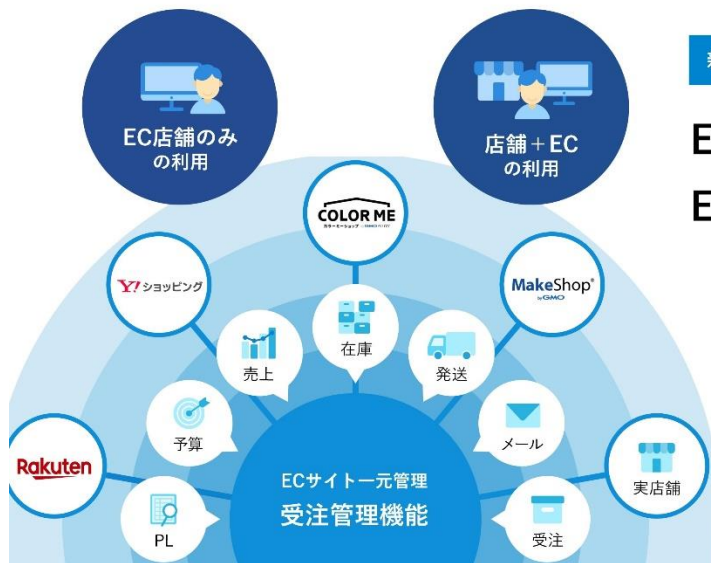 EC店舗のみ
の利用
店舗＋EC
の利用
E
E
COLOR ME
Y!ショッピング
MakeShop
byGMO
売上
在庫
発送
予算
メール
Rakuten
ECサイト一元管理
受注管理機能
実店舗
PL
受注